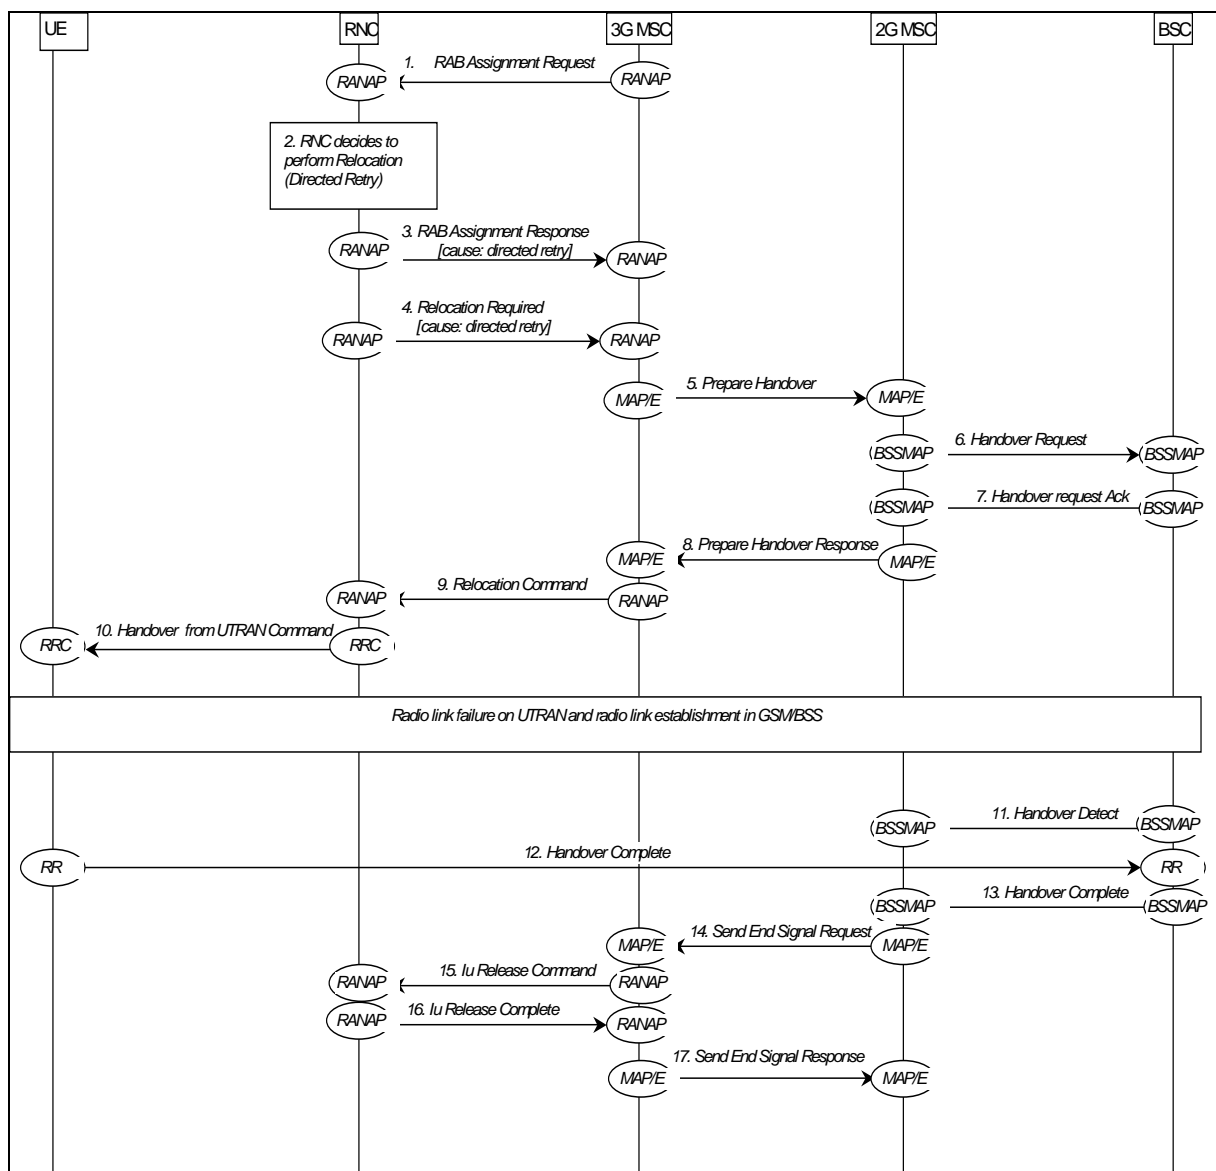 UE RNC 3G MSC 2G MSC BSC
1. RAB Assignment Request
RANAP RANAP
2. RNC decides to
perform Relocation
(Directed Retry)
3. RAB Assignment Response
RANAP [cause: directed retry] RANAP
4. Relocation Required
[cause: directed retry]
RANAP RANAP
5. Prepare Handover
MAP/E MAP/E
6. Handover Request
BSSMAP BSSMAP
7. Handover request Ack
BSSMAP BSSMAP
8. Prepare Handover Response
MAP/E MAP/E
9. Relocation Command
RANAP RANAP
10. Handover from UTRAN Command
RRC RRC
Radio link failure on UTRAN and radio link establishment in GSM/BSS
11. Handover Detect
BSSMAP BSSMAP
12. Handover Complete
RR RR
13. Handover Complete
BSSMAP BSSMAP
14. Send End Signal Request
MAP/E MAP/E
15. Iu Release Command
RANAP RANAP
16. Iu Release Complete
RANAP RANAP
17. Send End Signal Response
MAP/E MAP/E